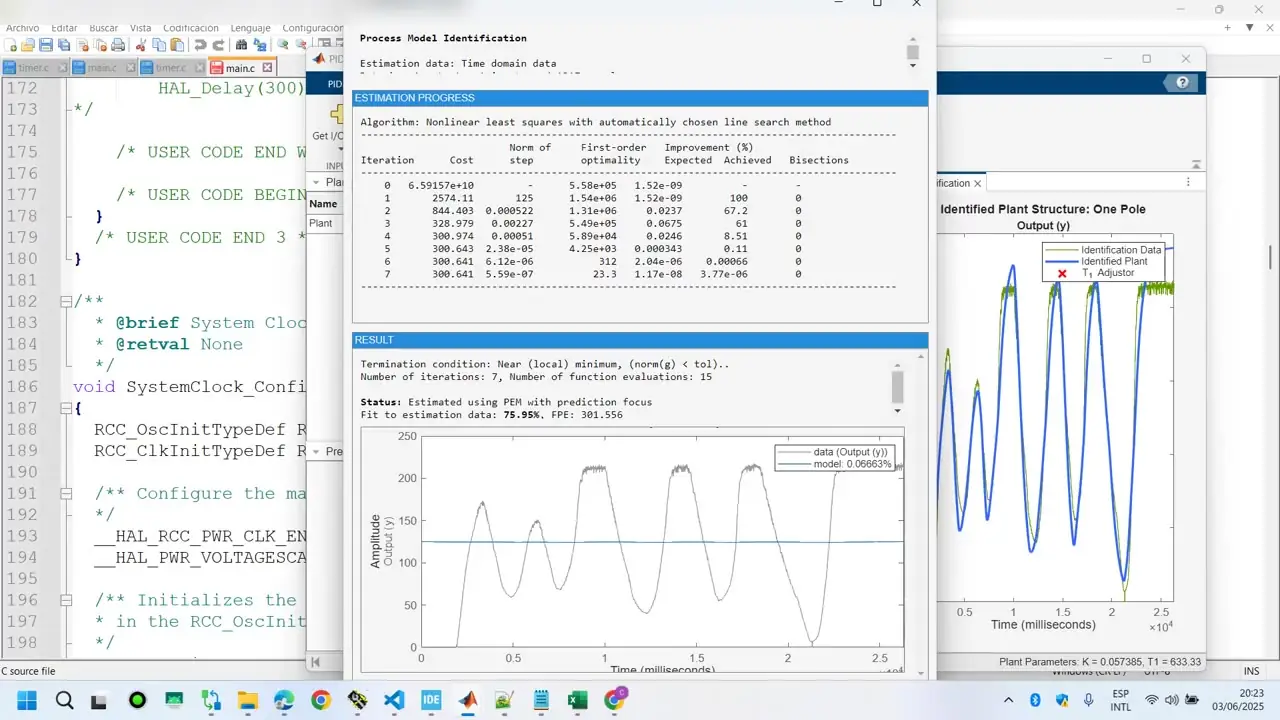 Archivo Editar Buscar Vista Codificación Lenguaje Configuración
timer.c main.c timer.c main.c
172 HAL_Delay(300)
173 */
174
175 /* USER CODE END W
176
177 /* USER CODE BEGIN
178 }
179 /* USER CODE END 3 *
180 }
181
182 /**
183 * @brief System Cloc
184 * @retval None
185 */
186 void SystemClock_Confi
187 {
188 RCC_OscInitTypeDef R
189 RCC_ClkInitTypeDef R
190
191 /** Configure the ma
192 */
193 __HAL_RCC_PWR_CLK_EN
194 __HAL_PWR_VOLTAGESCA
195
196 /** Initializes the
197 * in the RCC_OscInit
198 */
C source file
PID
PID
Get I/O
INPU
Plan
Name
Plant
Pre
Process Model Identification
Estimation data: Time domain data
ESTIMATION PROGRESS
Algorithm: Nonlinear least squares with automatically chosen line search method
Norm of First-order Improvement (%)
Iteration Cost step optimality Expected Achieved Bisections
0 6.59157e+10 - 5.58e+05 1.52e-09 - -
1 2574.11 125 1.54e+06 1.52e-09 100 0
2 844.403 0.000522 1.31e+06 0.0237 67.2 0
3 328.979 0.00227 5.49e+05 0.0675 61 0
4 300.974 0.00051 5.89e+04 0.0246 8.51 0
5 300.643 2.38e-05 4.25e+03 0.000343 0.11 0
6 300.641 6.12e-06 312 2.04e-06 0.00066 0
7 300.641 5.59e-07 23.3 1.17e-08 3.77e-06 0
RESULT
Termination condition: Near (local) minimum, (norm(g) < tol)..
Number of iterations: 7, Number of function evaluations: 15
Status: Estimated using PEM with prediction focus
Fit to estimation data: 75.95%, FPE: 301.556
250
200
150
100
50
0
Amplitude
Output (y)
data (Output (y))
model: 0.06663%
0 0.5 1 1.5 2 2.5
Time (milliseconds)
ification
Identified Plant Structure: One Pole
Output (y)
Identification Data
Identified Plant
T1 Adjustor
0.5 1 1.5 2 2.5
Time (milliseconds) ×10^4
Plant Parameters: K = 0.057385, T1 = 633.33
INS
IDE
C
ESP
INTL
20:23
03/06/2025